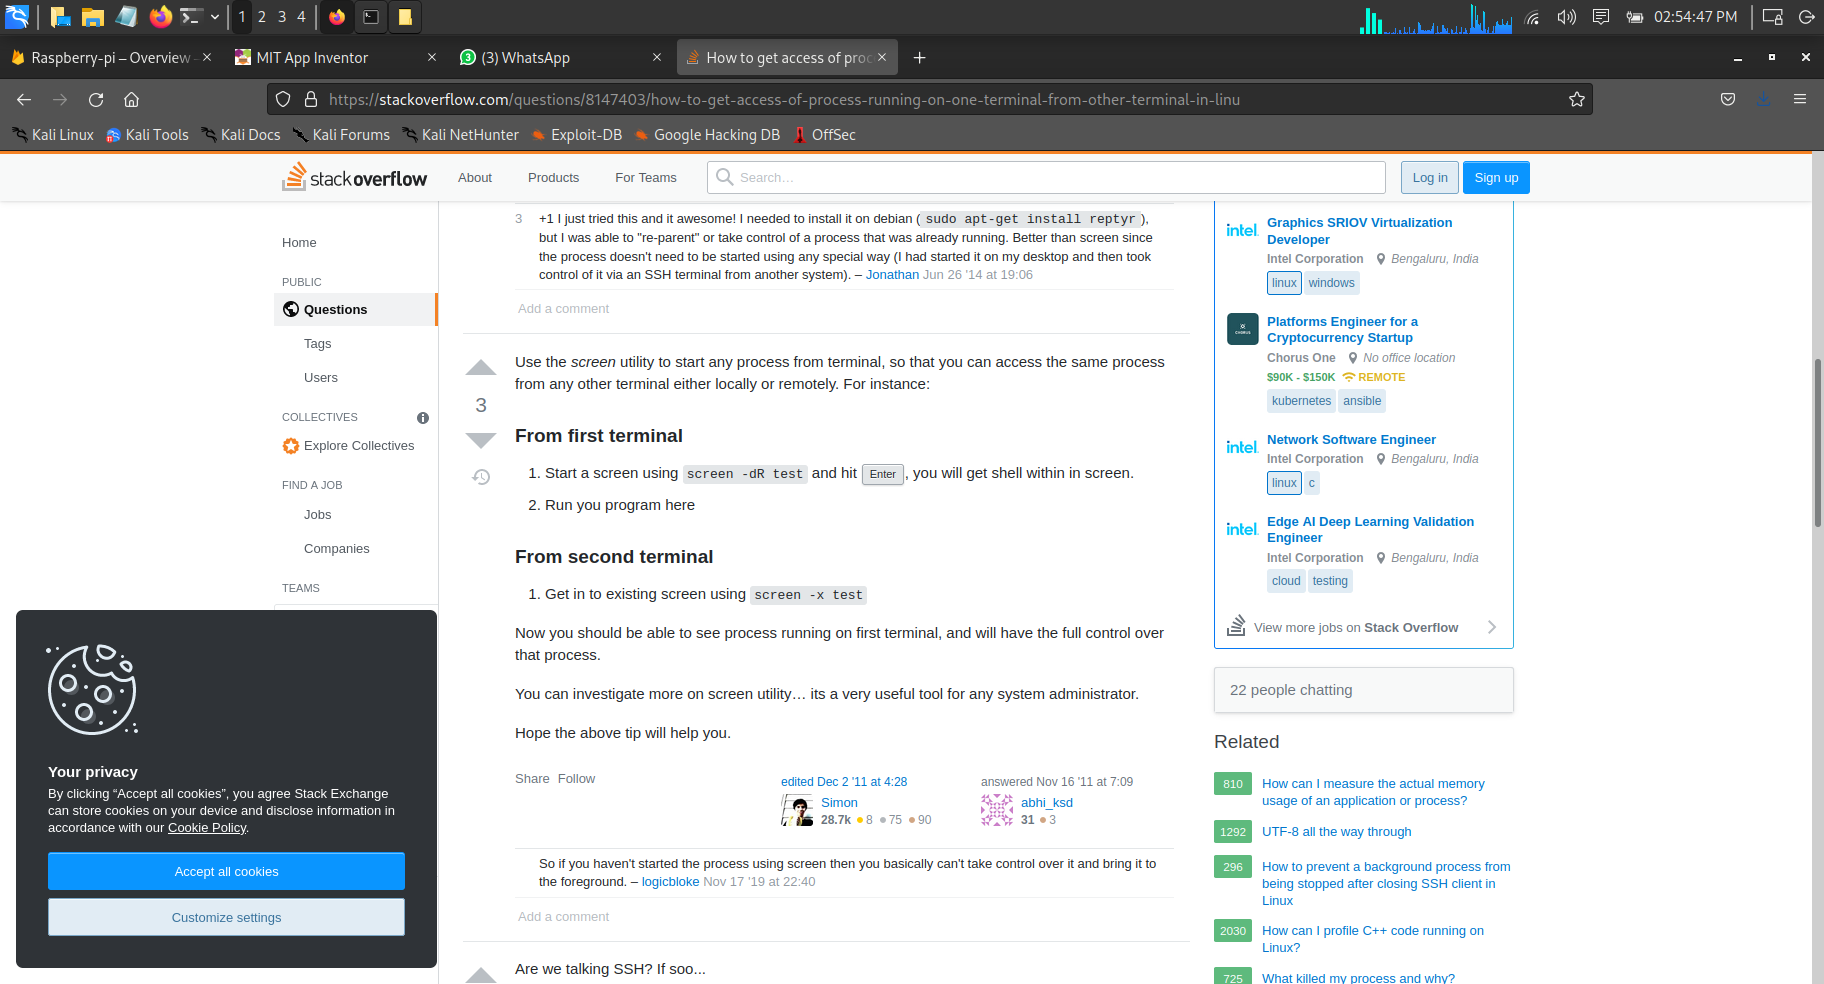 1 2 3 4
02:54:47 PM
Raspberry-pi – Overview -
MIT App Inventor
3 (3) WhatsApp
How to get access of proc
https://stackoverflow.com/questions/8147403/how-to-get-access-of-process-running-on-one-terminal-from-other-terminal-in-linu
Kali Linux Kali Tools Kali Docs Kali Forums Kali NetHunter Exploit-DB Google Hacking DB OffSec
stackoverflow About Products For Teams Search... Log in Sign up
Home
PUBLIC
Questions
Tags
Users
COLLECTIVES
Explore Collectives
FIND A JOB
Jobs
Companies
TEAMS
Your privacy
By clicking “Accept all cookies”, you agree Stack Exchange
can store cookies on your device and disclose information in
accordance with our Cookie Policy.
Accept all cookies
Customize settings
3 +1 I just tried this and it awesome! I needed to install it on debian ( sudo apt-get install reptyr ),
but I was able to "re-parent" or take control of a process that was already running. Better than screen since
the process doesn't need to be started using any special way (I had started it on my desktop and then took
control of it via an SSH terminal from another system). – Jonathan Jun 26 '14 at 19:06
Add a comment
Use the screen utility to start any process from terminal, so that you can access the same process
from any other terminal either locally or remotely. For instance:
3
From first terminal
1. Start a screen using screen -dR test and hit Enter, you will get shell within in screen.
2. Run you program here
From second terminal
1. Get in to existing screen using screen -x test
Now you should be able to see process running on first terminal, and will have the full control over
that process.
You can investigate more on screen utility… its a very useful tool for any system administrator.
Hope the above tip will help you.
Share Follow
edited Dec 2 '11 at 4:28
Simon
28.7k 8 75 90
answered Nov 16 '11 at 7:09
abhi_ksd
31 3
So if you haven't started the process using screen then you basically can't take control over it and bring it to
the foreground. – logicbloke Nov 17 '19 at 22:40
Add a comment
Are we talking SSH? If soo...
intel. Graphics SRIOV Virtualization
Developer
Intel Corporation Bengaluru, India
linux windows
CHORUS Platforms Engineer for a
Cryptocurrency Startup
Chorus One No office location
$90K - $150K REMOTE
kubernetes ansible
intel. Network Software Engineer
Intel Corporation Bengaluru, India
linux c
intel. Edge AI Deep Learning Validation
Engineer
Intel Corporation Bengaluru, India
cloud testing
View more jobs on Stack Overflow
22 people chatting
Related
810 How can I measure the actual memory
usage of an application or process?
1292 UTF-8 all the way through
296 How to prevent a background process from
being stopped after closing SSH client in
Linux
2030 How can I profile C++ code running on
Linux?
725 What killed my process and why?